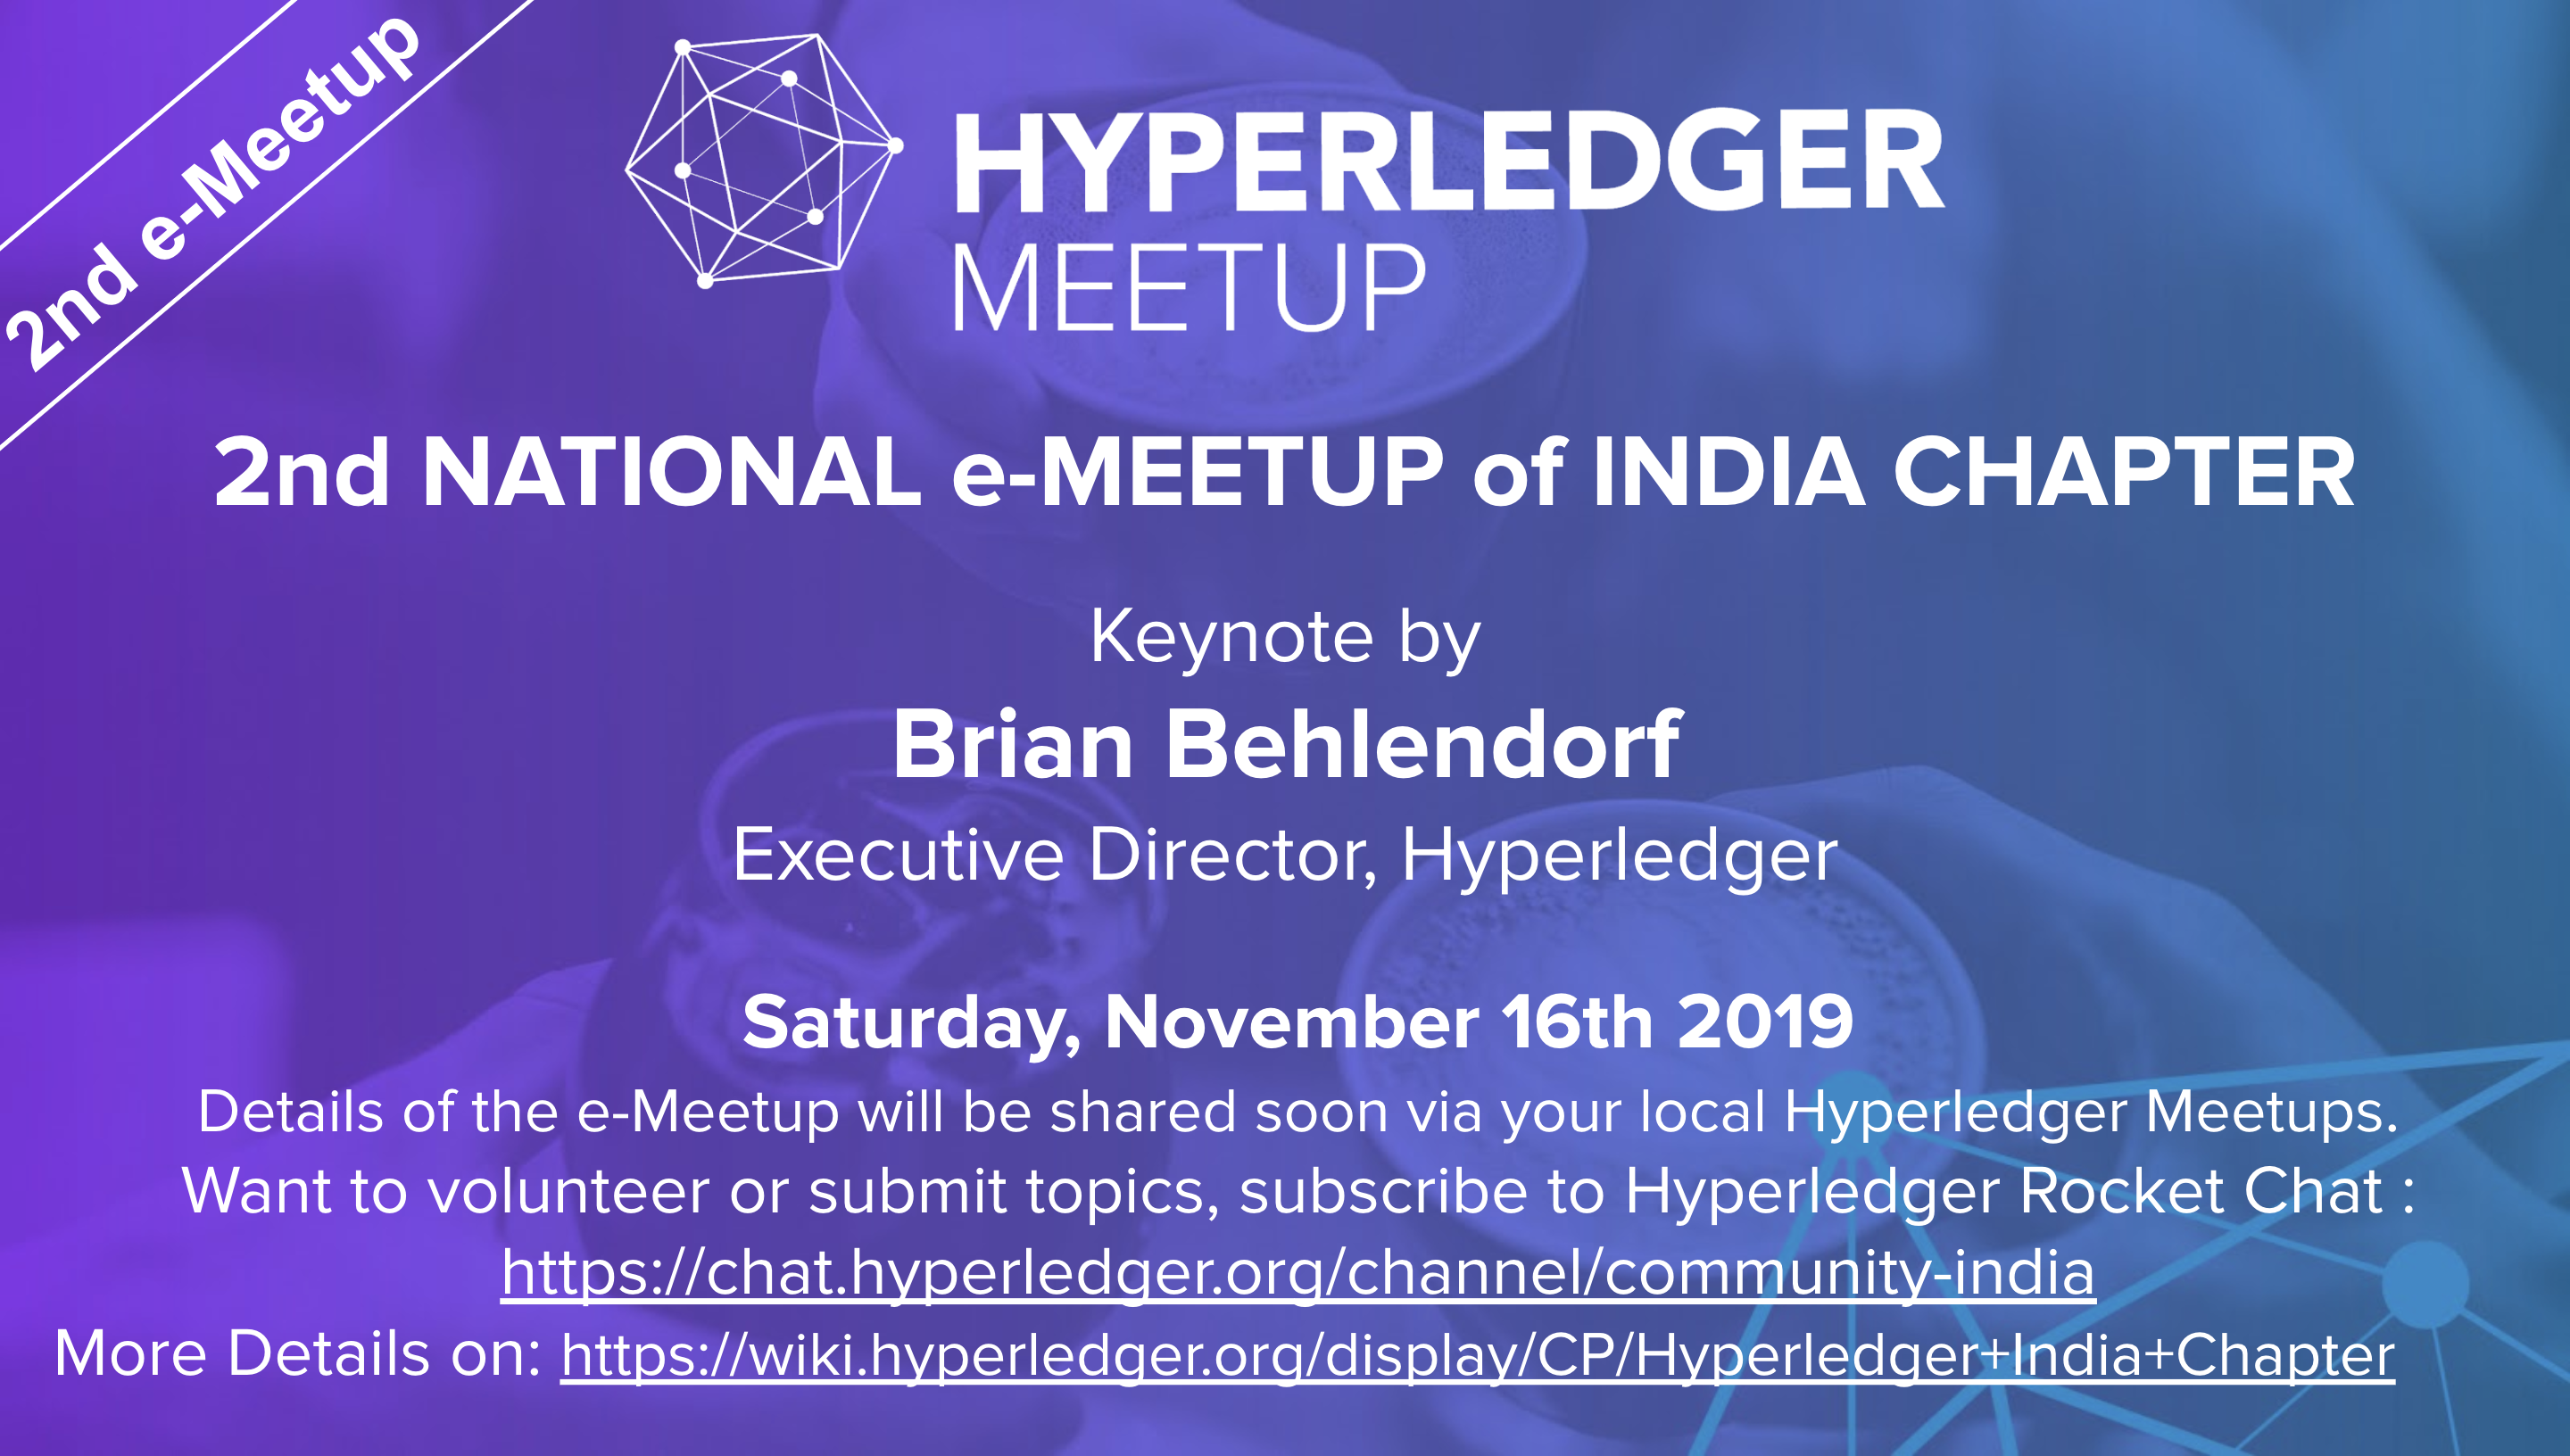 2nd e-Meetup
HYPERLEDGER
MEETUP
2nd NATIONAL e-MEETUP of INDIA CHAPTER
Keynote by
Brian Behlendorf
Executive Director, Hyperledger
Saturday, November 16th 2019
Details of the e-Meetup will be shared soon via your local Hyperledger Meetups.
Want to volunteer or submit topics, subscribe to Hyperledger Rocket Chat :
https://chat.hyperledger.org/channel/community-india
More Details on: https://wiki.hyperledger.org/display/CP/Hyperledger+India+Chapter